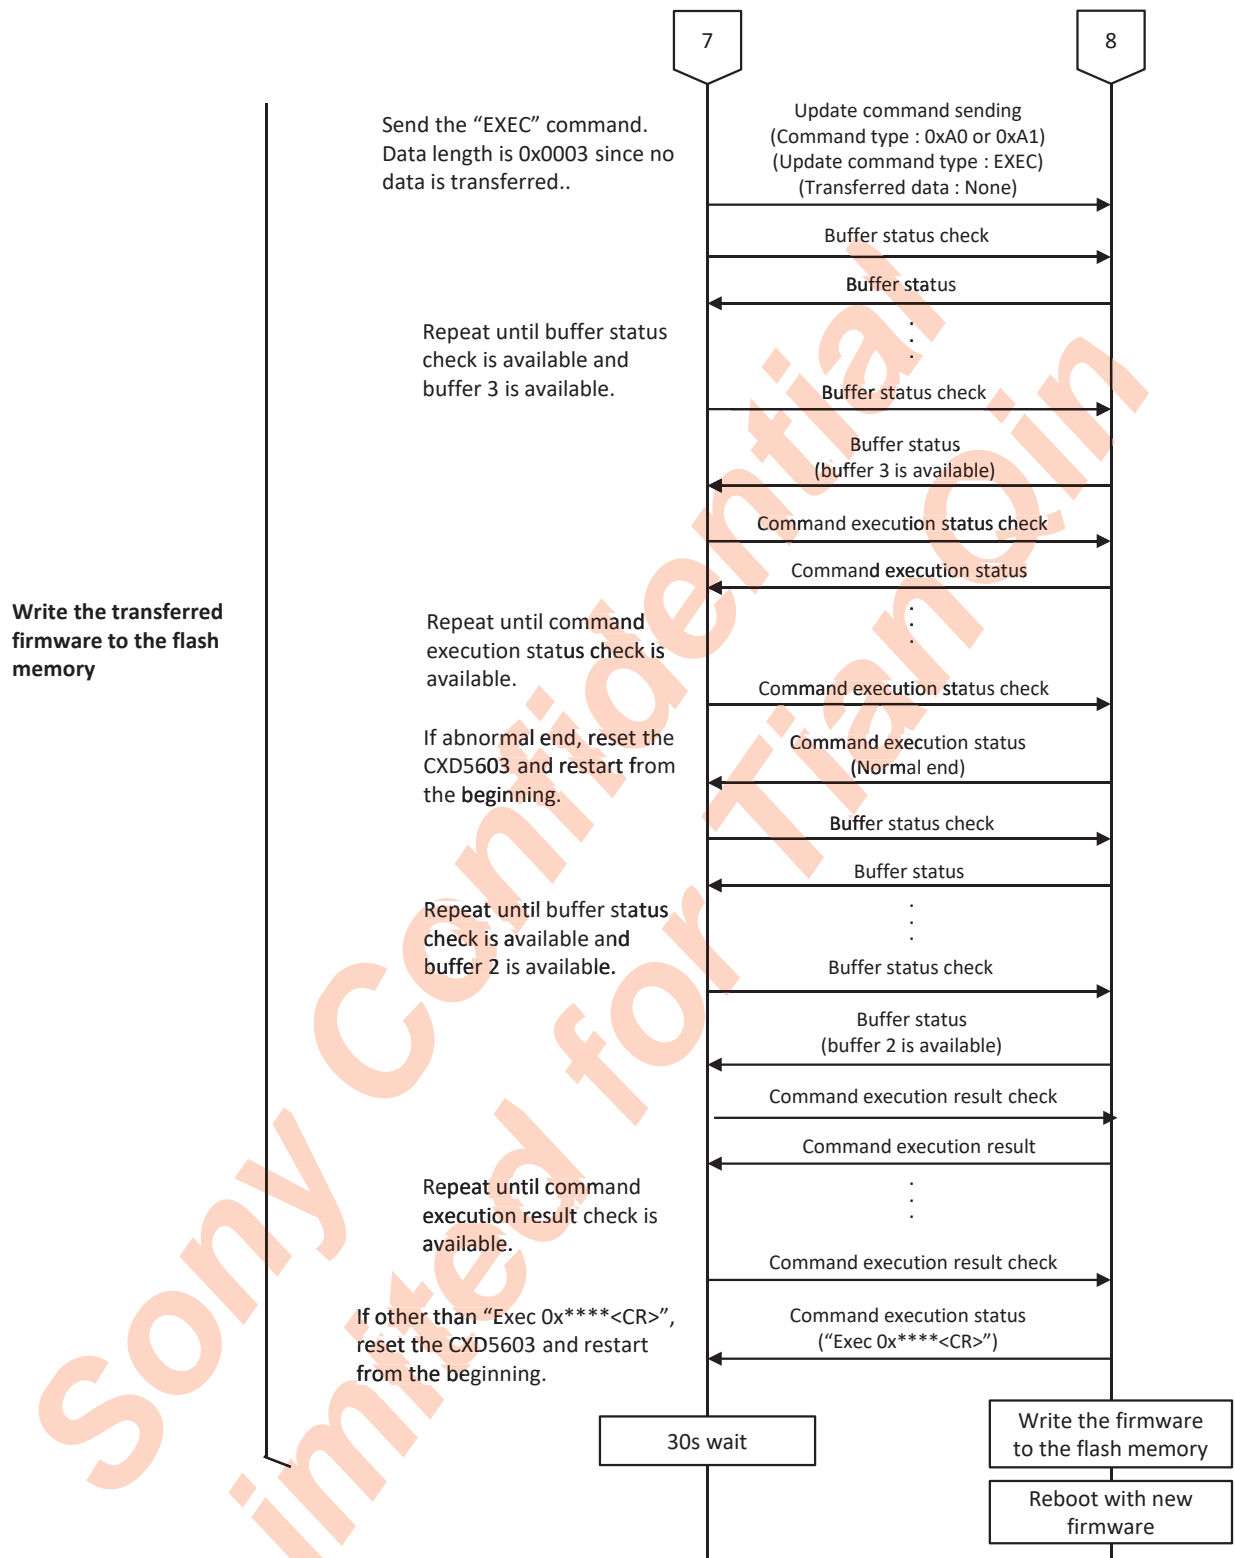 7
8
Send the “EXEC” command.
Data length is 0x0003 since no
data is transferred..
Update command sending
(Command type : 0xA0 or 0xA1)
(Update command type : EXEC)
(Transferred data : None)
Buffer status check
Buffer status
.
.
.
Repeat until buffer status
check is available and
buffer 3 is available.
Buffer status check
Buffer status
(buffer 3 is available)
Command execution status check
Command execution status
.
.
.
Write the transferred
firmware to the flash
memory
Repeat until command
execution status check is
available.
Command execution status check
If abnormal end, reset the
CXD5603 and restart from
the beginning.
Command execution status
(Normal end)
Buffer status check
Buffer status
.
.
.
Repeat until buffer status
check is available and
buffer 2 is available.
Buffer status check
Buffer status
(buffer 2 is available)
Command execution result check
Command execution result
.
.
.
Repeat until command
execution result check is
available.
Command execution result check
If other than “Exec 0x****<CR>”,
reset the CXD5603 and restart
from the beginning.
Command execution status
(“Exec 0x****<CR>”)
30s wait
Write the firmware
to the flash memory
Reboot with new
firmware
Sony Confidential
imited for TianQin